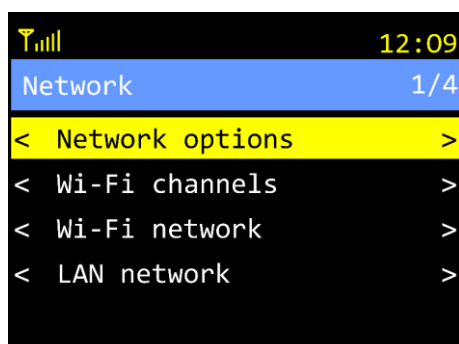 12:09
Network 1/4
< Network options >
< Wi-Fi channels >
< Wi-Fi network >
< LAN network >